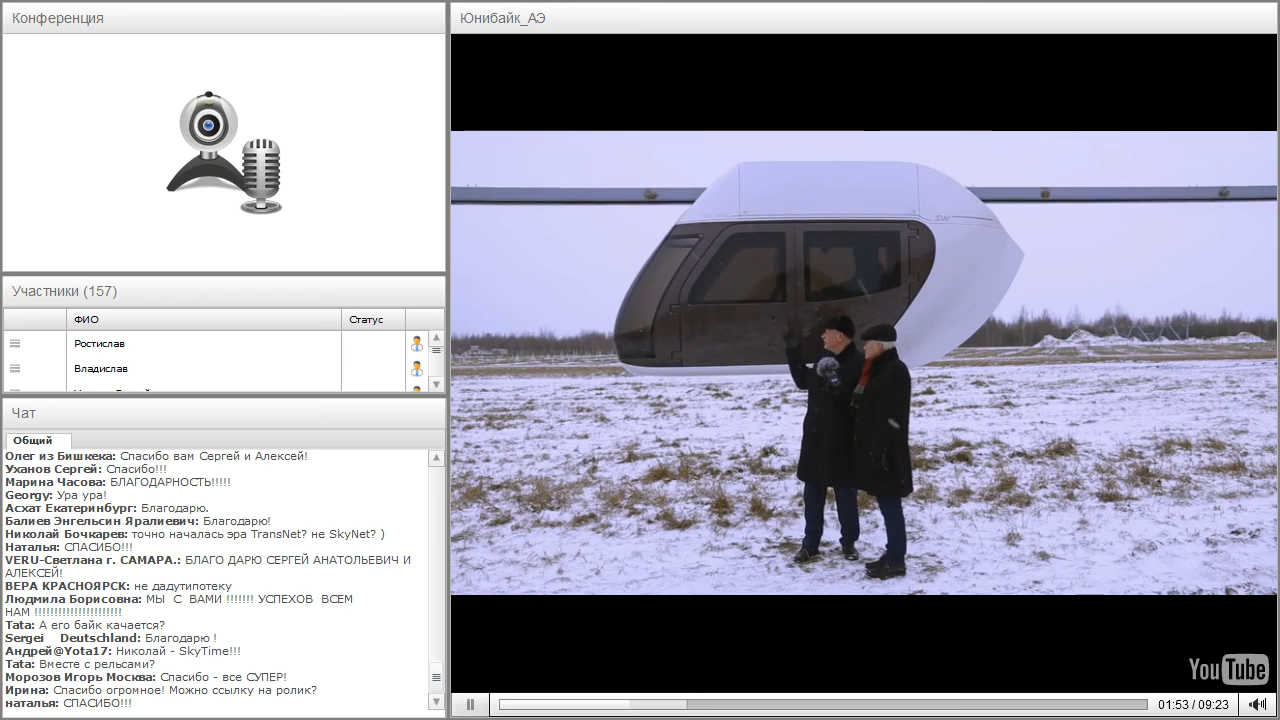 Конференция
Юнибайк_АЭ
Участники (157)
ФИО
Статус
Ростислав
Владислав
Чат
Общий
Олег из Бишкека: Спасибо вам Сергей и Алексей!
Уханов Сергей: Спасибо!!!
Марина Часова: БЛАГОДАРНОСТЬ!!!!!
Georgy: Ура ура!
Асхат Екатеринбург: Благодарю.
Балиев Энгельсин Яралиевич: Благодарю!
Николай Бочкарев: точно началась эра TransNet? не SkyNet? )
Наталья: СПАСИБО!!!
VERU-Светлана г. САМАРА.: БЛАГО ДАРЮ СЕРГЕЙ АНАТОЛЬЕВИЧ И
АЛЕКСЕЙ!
ВЕРА КРАСНОЯРСК: не дадутипотеку
Людмила Борисовна: МЫ С ВАМИ !!!!!!! УСПЕХОВ ВСЕМ
НАМ !!!!!!!!!!!!!!!!!!!!!!
Tata: А его байк качается?
Sergei Deutschland: Благодарю !
Андрей@Yota17: Николай - SkyTime!!!
Tata: Вместе с рельсами?
Морозов Игорь Москва: Спасибо - все СУПЕР!
Ирина: Спасибо огромное! Можно ссылку на ролик?
наталья: СПАСИБО!!!
SW
YouTube
01:53 / 09:23